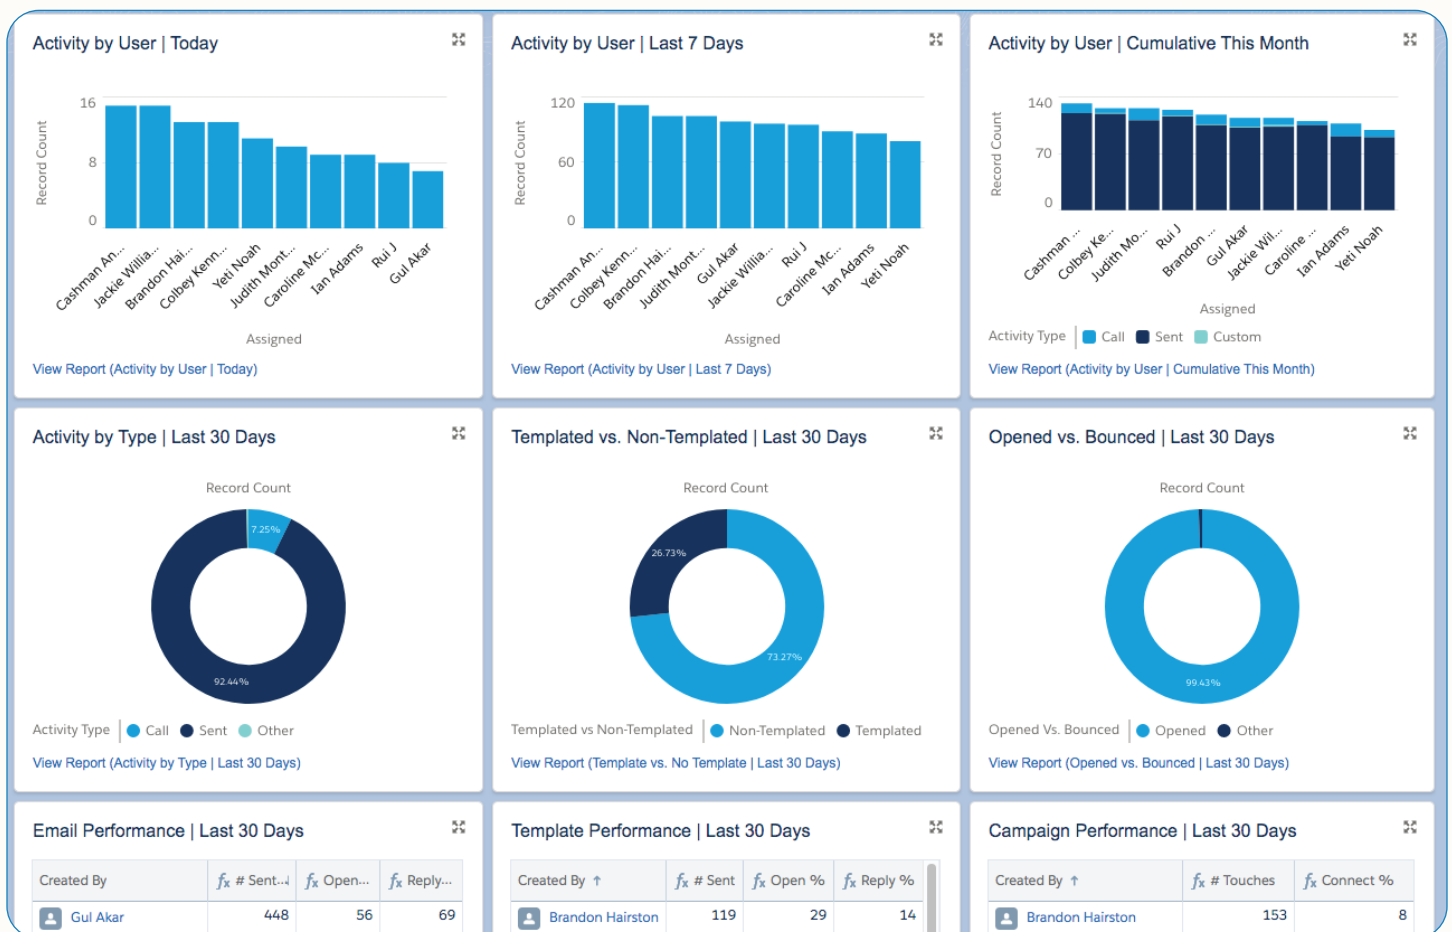 Activity by User | Today
Record Count
16
8
0
Cashman An...
Jackie Willia...
Brandon Hai...
Colbey Kenn...
Yeti Noah
Judith Mont...
Caroline Mc...
Ian Adams
Rui J
Gul Akar
Assigned
View Report (Activity by User | Today)
Activity by User | Last 7 Days
Record Count
120
60
0
Cashman An...
Colbey Kenn...
Brandon Hai...
Judith Mont...
Gul Akar
Jackie Willia...
Rui J
Caroline Mc...
Ian Adams
Yeti Noah
Assigned
View Report (Activity by User | Last 7 Days)
Activity by User | Cumulative This Month
Record Count
140
70
0
Cashman ...
Colbey Ke...
Judith Mo...
Rui J
Brandon ...
Gul Akar
Jackie Wil...
Caroline ...
Ian Adams
Yeti Noah
Assigned
Activity Type | Call Sent Custom
View Report (Activity by User | Cumulative This Month)
Activity by Type | Last 30 Days
Record Count
7.25%
92.44%
Activity Type | Call Sent Other
View Report (Activity by Type | Last 30 Days)
Templated vs. Non-Templated | Last 30 Days
Record Count
26.73%
73.27%
Templated vs Non-Templated | Non-Templated Templated
View Report (Template vs. No Template | Last 30 Days)
Opened vs. Bounced | Last 30 Days
Record Count
99.43%
Opened Vs. Bounced | Opened Other
View Report (Opened vs. Bounced | Last 30 Days)
Email Performance | Last 30 Days
Created By fx # Sent...↓ fx Open... fx Reply...
Gul Akar 448 56 69
Template Performance | Last 30 Days
Created By ↑ fx # Sent fx Open % fx Reply %
Brandon Hairston 119 29 14
Campaign Performance | Last 30 Days
Created By ↑ fx # Touches fx Connect %
Brandon Hairston 153 8